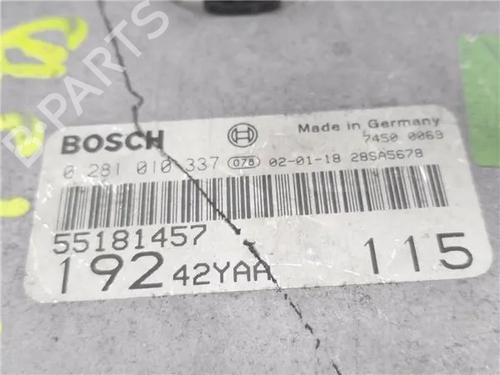 B-PARTS
BOSCH
Made in Germany
7450 0069
0 281 010 337 078 02-01-18 28SA5678
55181457
192 42YAA 115